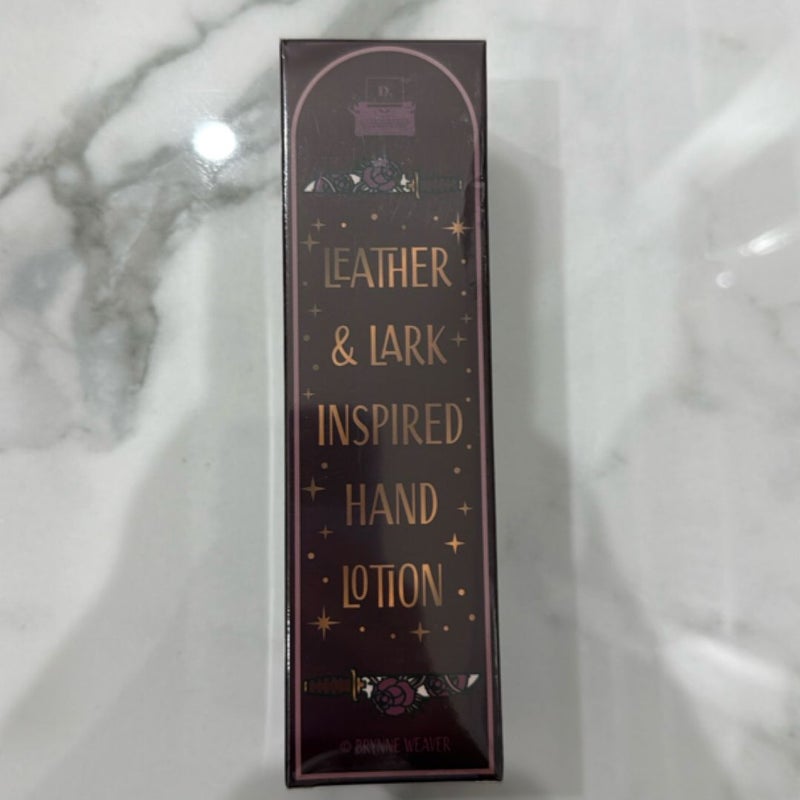 LEATHER
& LARK
INSPIRED
HAND
LOTION
© BRYNNE WEAVER